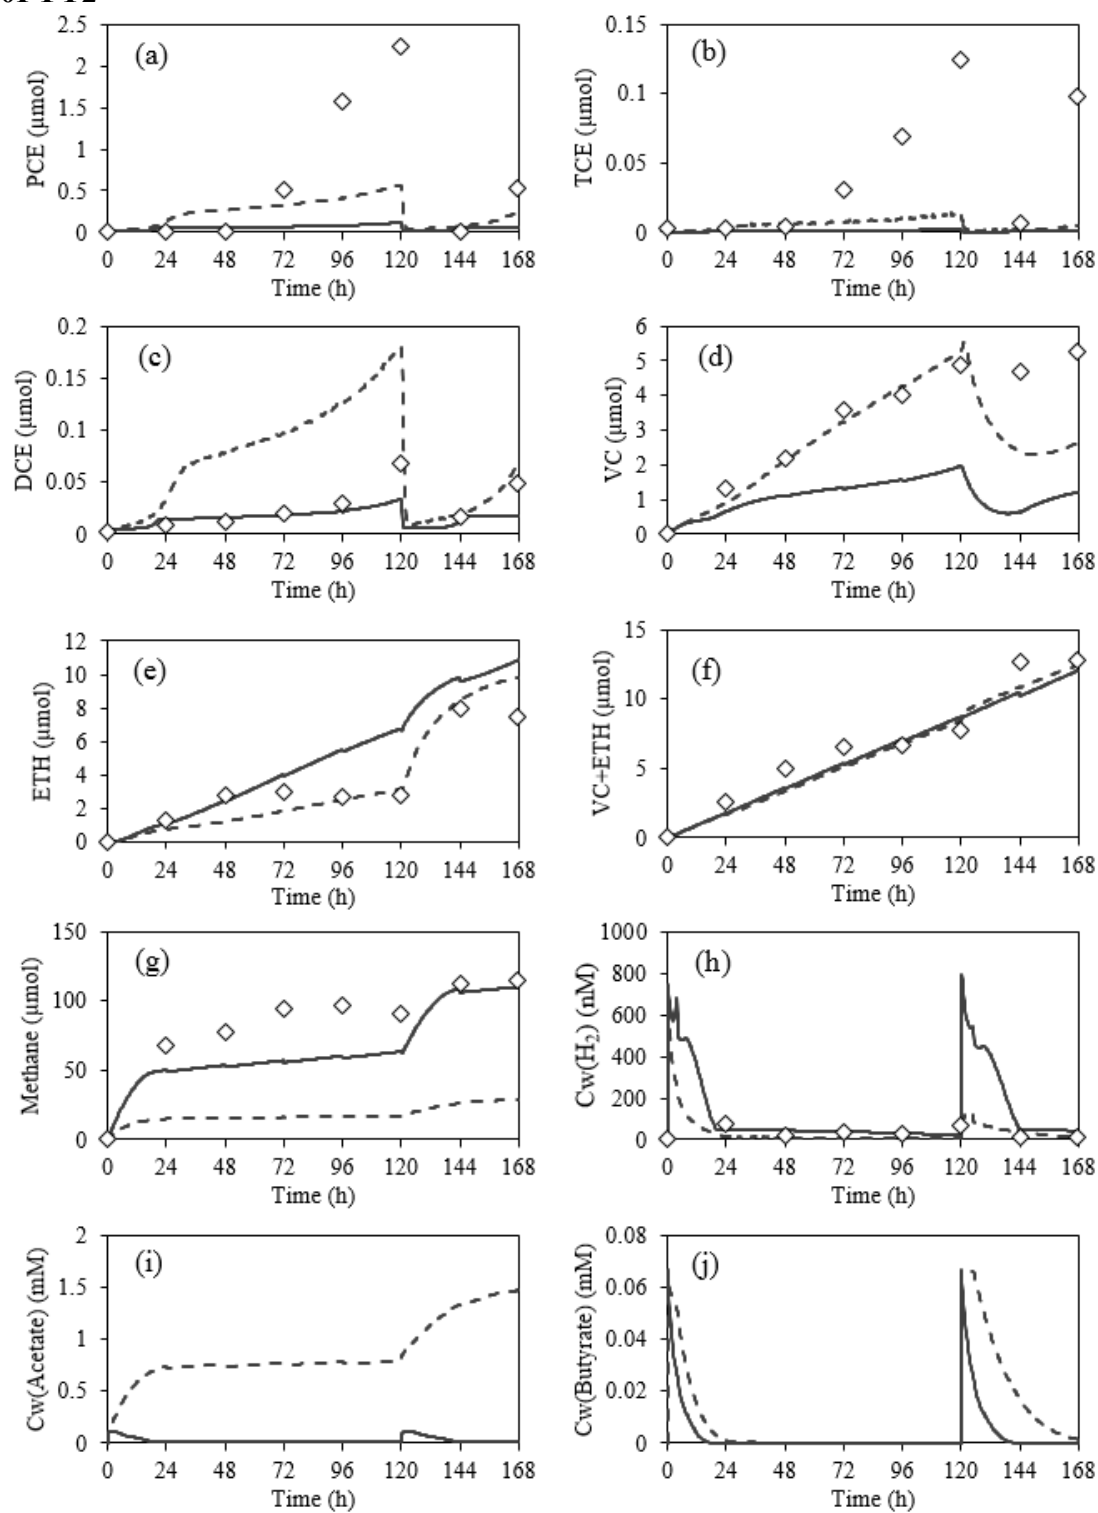 2.5
2
1.5
1
0.5
0
PCE (µmol)
(a)
0 24 48 72 96 120 144 168
Time (h)
0.15
0.1
0.05
0
TCE (µmol)
(b)
0 24 48 72 96 120 144 168
Time (h)
0.2
0.15
0.1
0.05
0
DCE (µmol)
(c)
0 24 48 72 96 120 144 168
Time (h)
6
5
4
3
2
1
0
VC (µmol)
(d)
0 24 48 72 96 120 144 168
Time (h)
12
10
8
6
4
2
0
ETH (µmol)
(e)
0 24 48 72 96 120 144 168
Time (h)
15
10
5
0
VC+ETH (µmol)
(f)
0 24 48 72 96 120 144 168
Time (h)
150
100
50
0
Methane (µmol)
(g)
0 24 48 72 96 120 144 168
Time (h)
1000
800
600
400
200
0
Cw(H₂) (nM)
(h)
0 24 48 72 96 120 144 168
Time (h)
2
1.5
1
0.5
0
Cw(Acetate) (mM)
(i)
0 24 48 72 96 120 144 168
Time (h)
0.08
0.06
0.04
0.02
0
Cw(Butyrate) (mM)
(j)
0 24 48 72 96 120 144 168
Time (h)